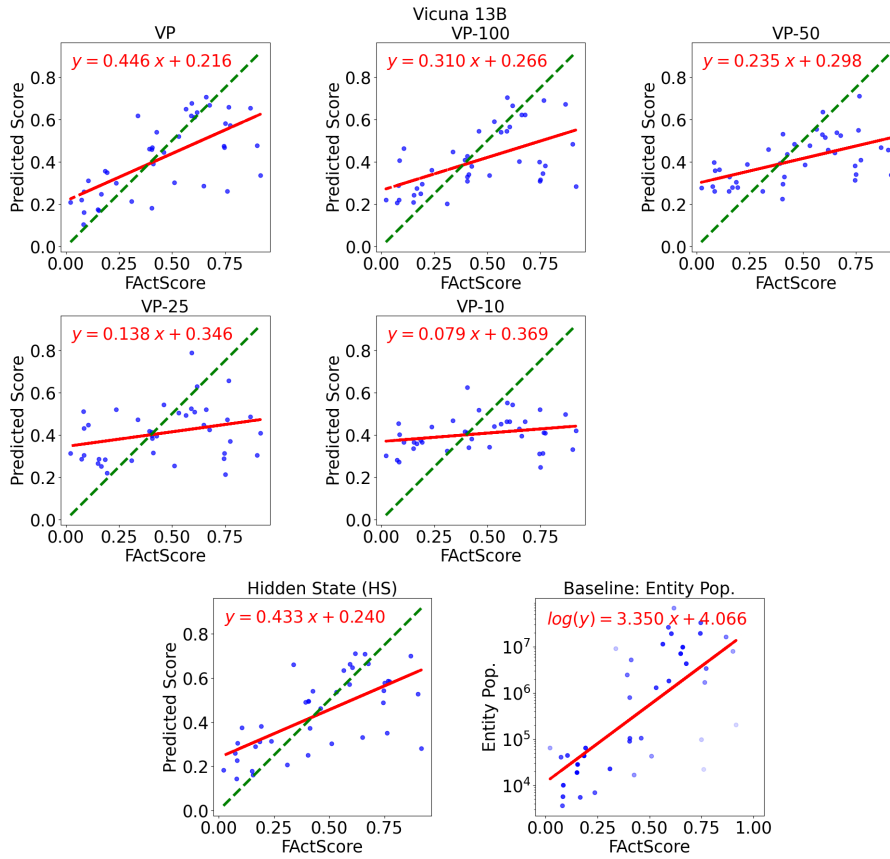 Vicuna 13B
VP
VP-100
VP-50
y = 0.446 x + 0.216
y = 0.310 x + 0.266
y = 0.235 x + 0.298
Predicted Score
0.8
0.6
0.4
0.2
0.0
0.00 0.25 0.50 0.75
FActScore
Predicted Score
0.8
0.6
0.4
0.2
0.0
0.00 0.25 0.50 0.75
FActScore
Predicted Score
0.8
0.6
0.4
0.2
0.0
0.00 0.25 0.50 0.75
FActScore
VP-25
VP-10
y = 0.138 x + 0.346
y = 0.079 x + 0.369
Predicted Score
0.8
0.6
0.4
0.2
0.0
0.00 0.25 0.50 0.75
FActScore
Predicted Score
0.8
0.6
0.4
0.2
0.0
0.00 0.25 0.50 0.75
FActScore
Hidden State (HS)
Baseline: Entity Pop.
y = 0.433 x + 0.240
log(y) = 3.350 x + 4.066
Predicted Score
0.8
0.6
0.4
0.2
0.0
0.00 0.25 0.50 0.75
FActScore
Entity Pop.
10⁷
10⁶
10⁵
10⁴
0.00 0.25 0.50 0.75 1.00
FActScore